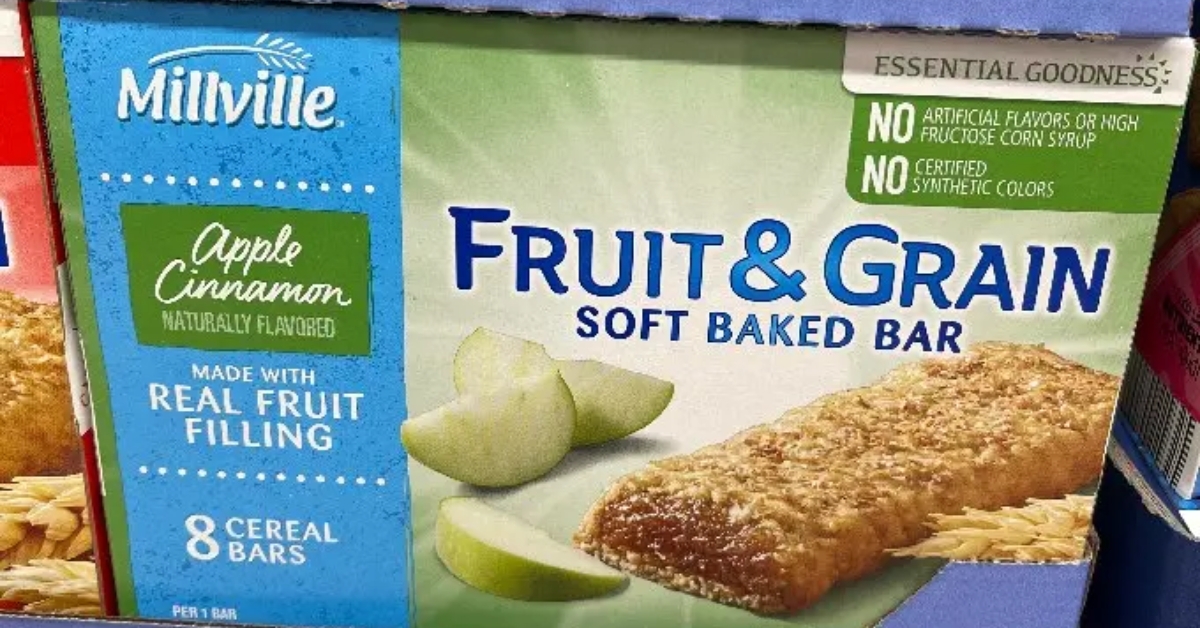 Millville
Apple
Cinnamon
NATURALLY FLAVORED
MADE WITH
REAL FRUIT
FILLING
8 CEREAL
BARS
PER 1 BAR
ESSENTIAL GOODNESS
NO ARTIFICIAL FLAVORS OR HIGH
FRUCTOSE CORN SYRUP
NO CERTIFIED
SYNTHETIC COLORS
FRUIT & GRAIN
SOFT BAKED BAR